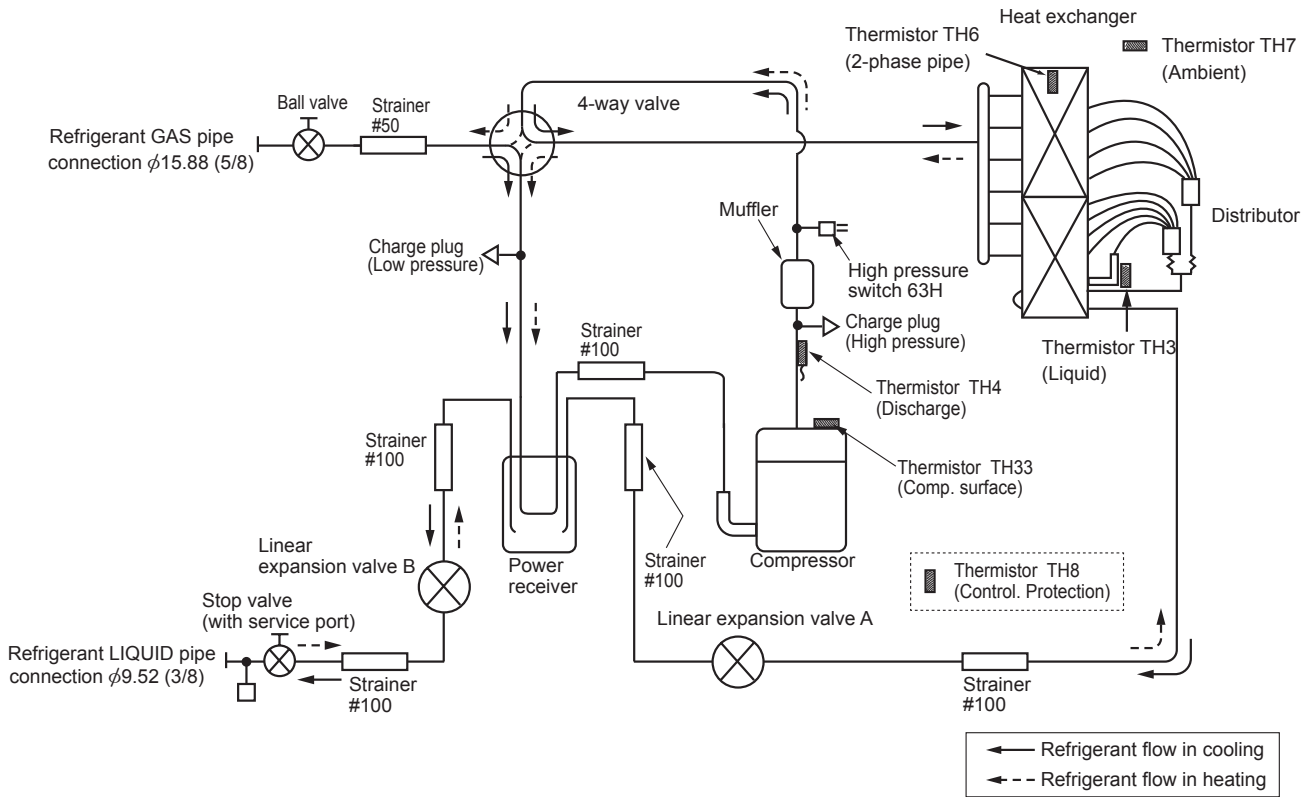 Heat exchanger
Thermistor TH6
(2-phase pipe)
Thermistor TH7
(Ambient)
4-way valve
Ball valve
Strainer
#50
Refrigerant GAS pipe
connection ϕ15.88 (5/8)
Muffler
Distributor
Charge plug
(Low pressure)
High pressure
switch 63H
Charge plug
(High pressure)
Strainer
#100
Thermistor TH3
(Liquid)
Thermistor TH4
(Discharge)
Strainer
#100
Thermistor TH33
(Comp. surface)
Linear
expansion valve B
Power
receiver
Strainer
#100
Compressor
Thermistor TH8
(Control. Protection)
Stop valve
(with service port)
Linear expansion valve A
Refrigerant LIQUID pipe
connection ϕ9.52 (3/8)
Strainer
#100
Strainer
#100
Refrigerant flow in cooling
Refrigerant flow in heating